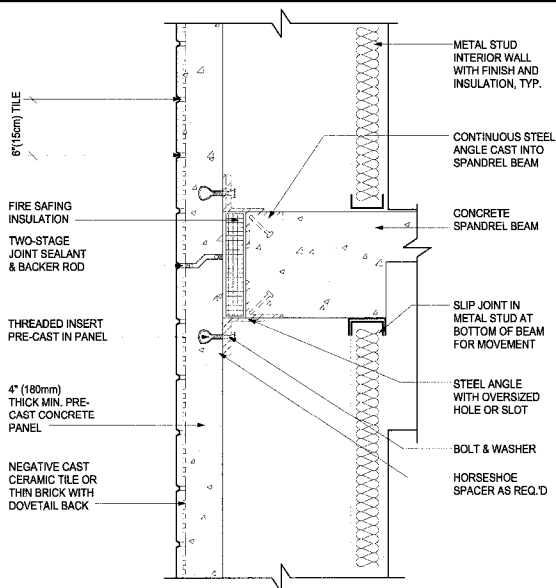 6"(15cm) TILE
FIRE SAFING
INSULATION
TWO-STAGE
JOINT SEALANT
& BACKER ROD
THREADED INSERT
PRE-CAST IN PANEL
4" (180mm)
THICK MIN. PRE-
CAST CONCRETE
PANEL
NEGATIVE CAST
CERAMIC TILE OR
THIN BRICK WITH
DOVETAIL BACK
METAL STUD
INTERIOR WALL
WITH FINISH AND
INSULATION, TYP.
CONTINUOUS STEEL
ANGLE CAST INTO
SPANDREL BEAM
CONCRETE
SPANDREL BEAM
SLIP JOINT IN
METAL STUD AT
BOTTOM OF BEAM
FOR MOVEMENT
STEEL ANGLE
WITH OVERSIZED
HOLE OR SLOT
BOLT & WASHER
HORSESHOE
SPACER AS REQ.'D